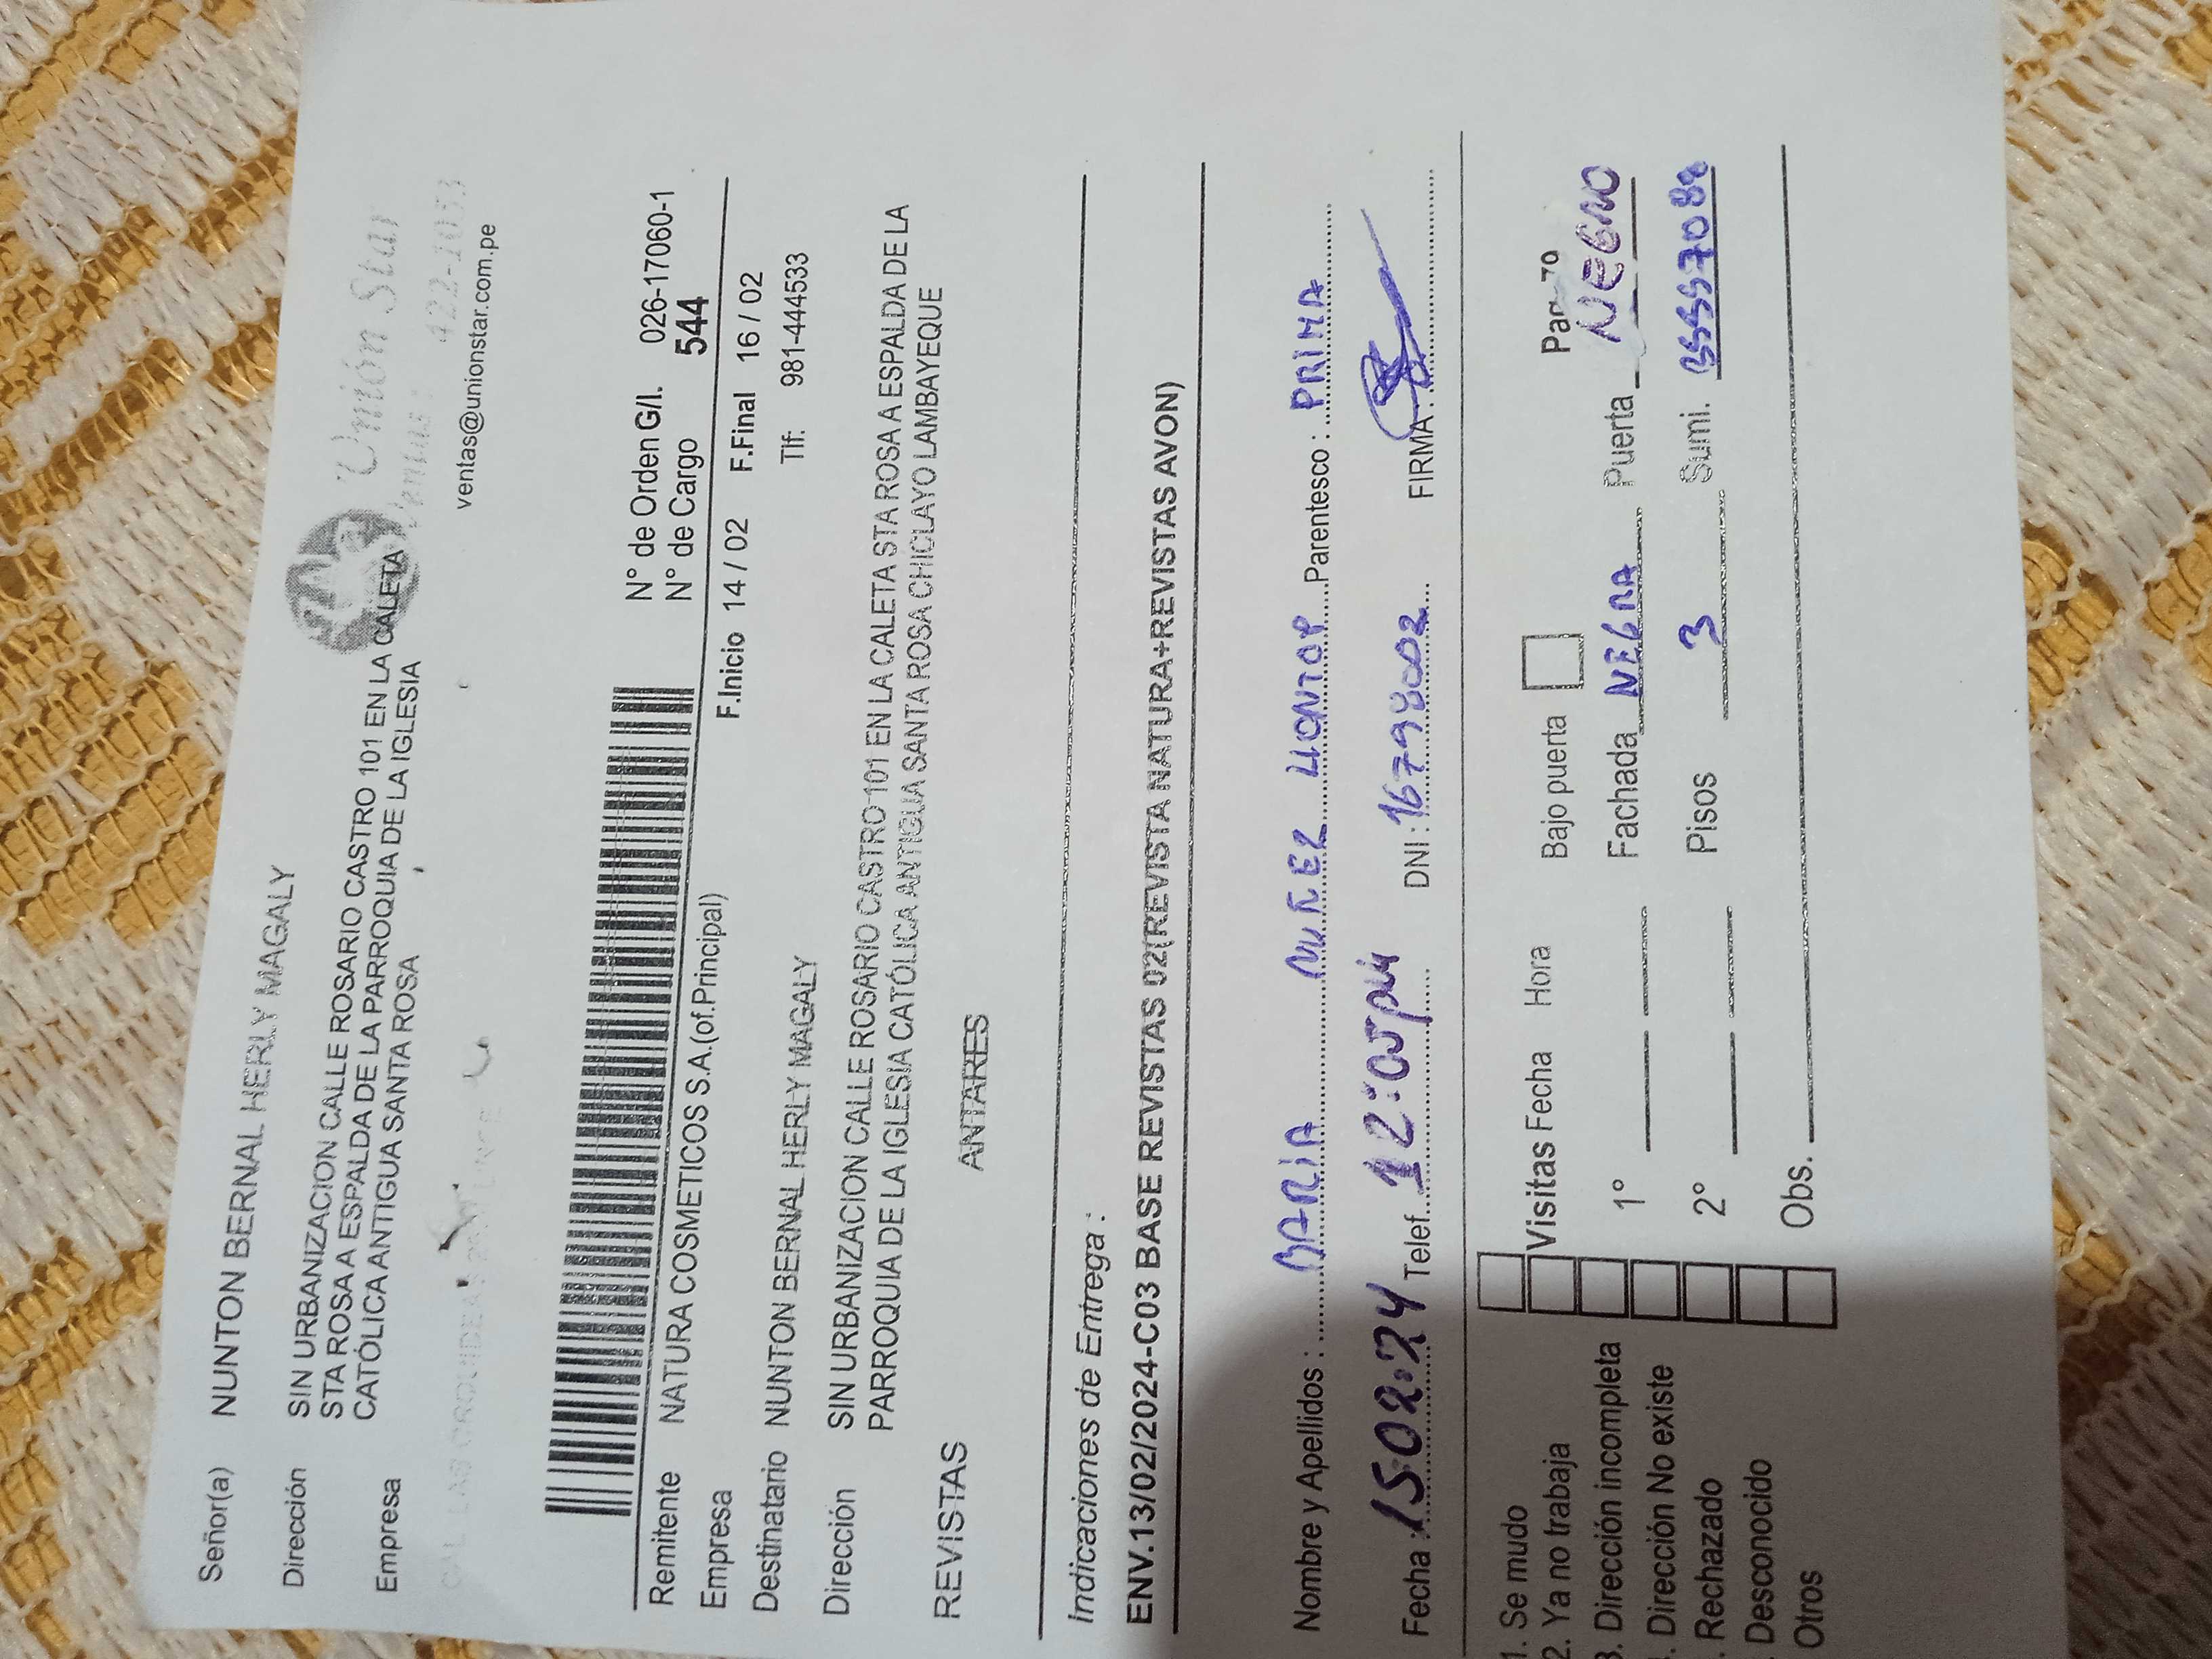 Señor(a) NUNTON BERNAL HERLY MAGALY
Unión Star
Ventas : 422-1053
ventas@unionstar.com.pe
Dirección SIN URBANIZACION CALLE ROSARIO CASTRO 101 EN LA CALETA
STA ROSA A ESPALDA DE LA PARROQUIA DE LA IGLESIA
Empresa CATÓLICA ANTIGUA SANTA ROSA
N° de Orden G/I. 026-17060-1
N° de Cargo 544
Remitente NATURA COSMETICOS S.A.(of.Principal)
Empresa F.Inicio 14 / 02 F.Final 16 / 02
Destinatario NUNTON BERNAL HERLY MAGALY Tlf: 981-444533
Dirección SIN URBANIZACION CALLE ROSARIO CASTRO 101 EN LA CALETA STA ROSA A ESPALDA DE LA
PARROQUIA DE LA IGLESIA CATÓLICA ANTIGUA SANTA ROSA CHICLAYO LAMBAYEQUE
REVISTAS ANTARES
Indicaciones de Entrega :
ENV.13/02/2024-C03 BASE REVISTAS 02(REVISTA NATURA+REVISTAS AVON)
Nombre y Apellidos : MARIA MUÑEZ LLONTOP Parentesco : PRIMA
Fecha : 15.02.24 Telef. 12:05pm DNI : 16798002 FIRMA
1. Se mudo
2. Ya no trabaja Visitas Fecha Hora Bajo puerta
3. Dirección incompleta 1° Fachada NEGRA Puerta NEGRO
. Dirección No existe
Rechazado 2° Pisos 3 Sumi.
Desconocido
Otros Obs.